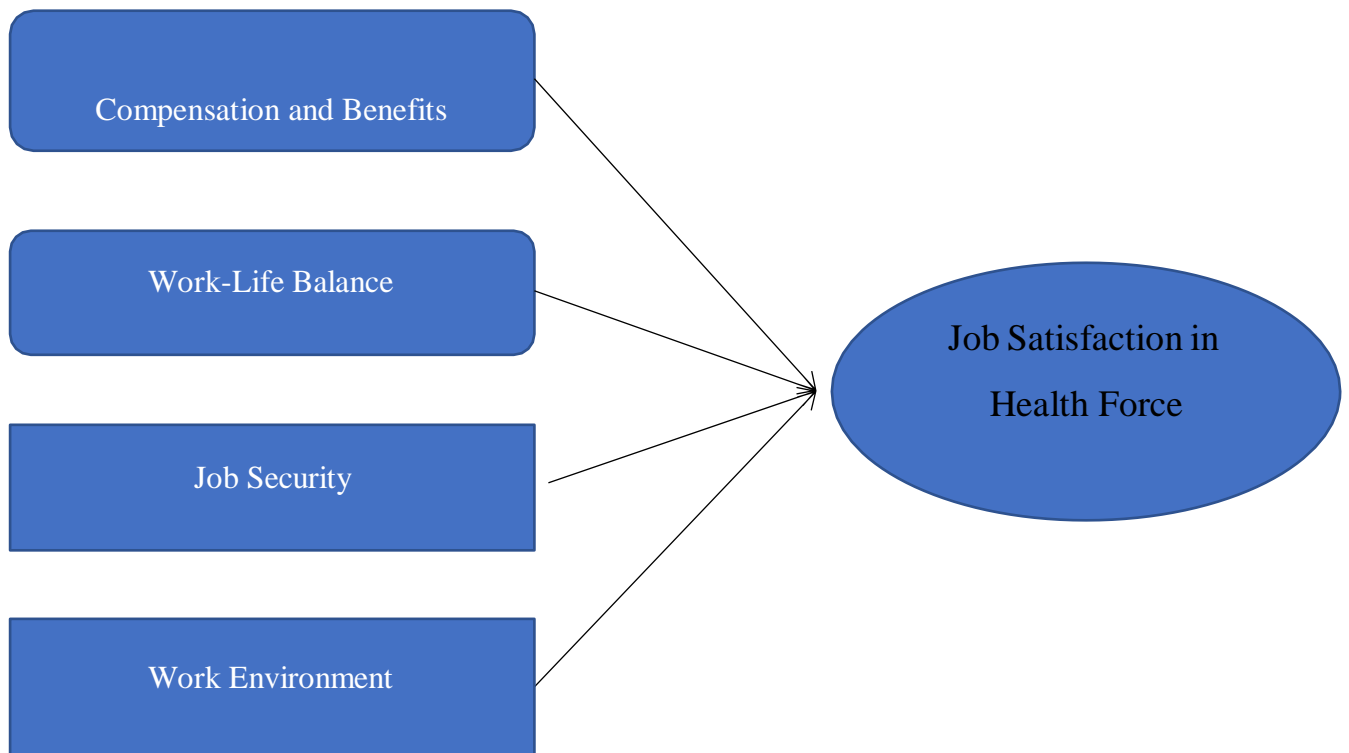 Compensation and Benefits
Work-Life Balance
Job Satisfaction in
Health Force
Job Security
Work Environment